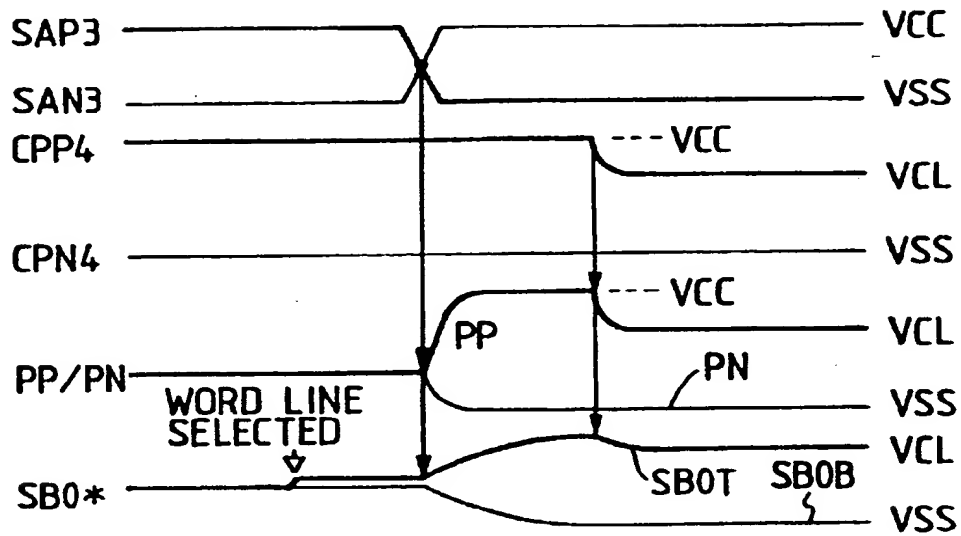 SAP3 VCC
SAN3 VSS
CPP4 --- VCC
VCL
CPN4 VSS
--- VCC
PP VCL
PP/PN PN
WORD LINE VSS
SELECTED
VCL
SB0* SB0T SB0B
VSS